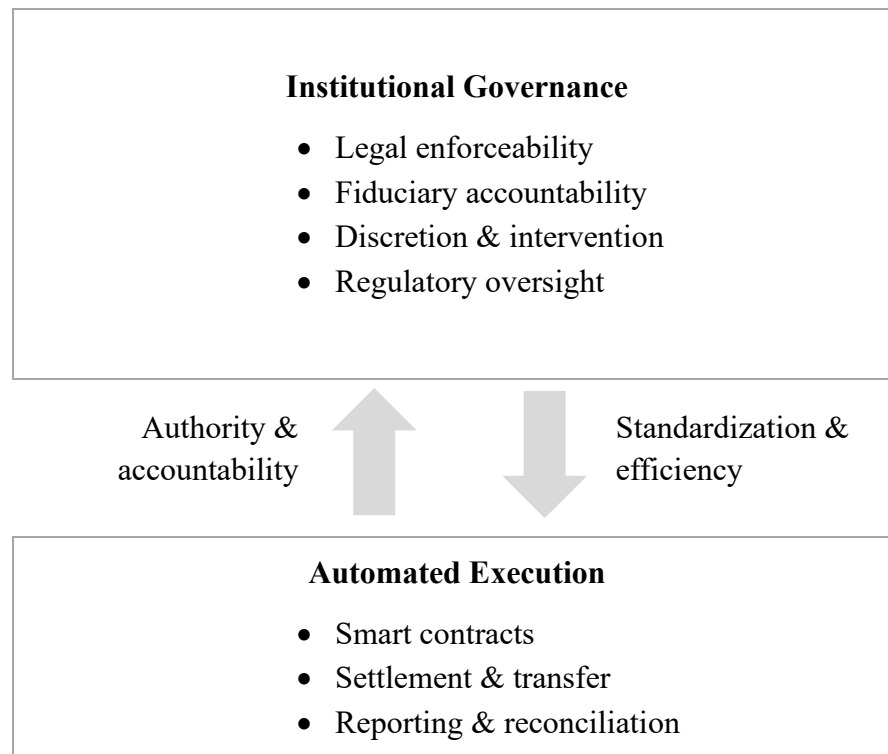 Institutional Governance
• Legal enforceability
• Fiduciary accountability
• Discretion & intervention
• Regulatory oversight
Authority &
accountability
Standardization &
efficiency
Automated Execution
• Smart contracts
• Settlement & transfer
• Reporting & reconciliation